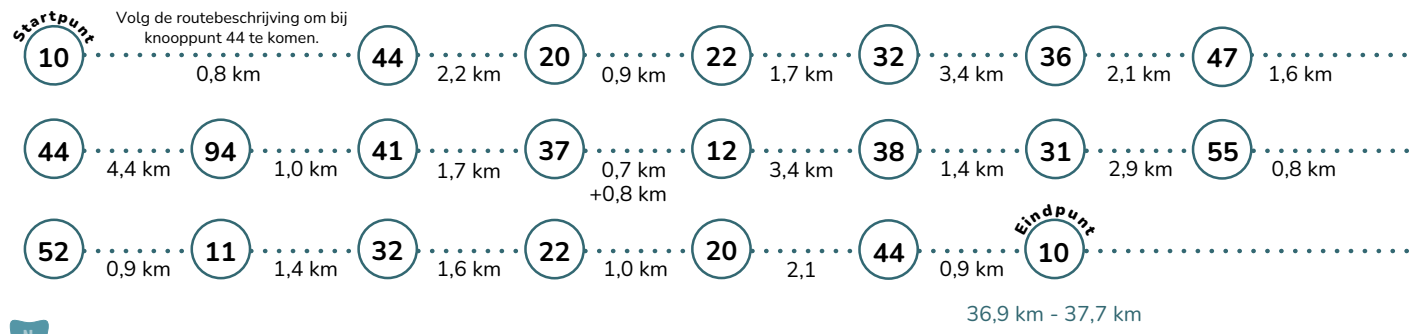 Startpunt
Volg de routebeschrijving om bij
knooppunt 44 te komen.
10 44 20 22 32 36 47
0,8 km 2,2 km 0,9 km 1,7 km 3,4 km 2,1 km 1,6 km
44 94 41 37 12 38 31 55
4,4 km 1,0 km 1,7 km 0,7 km 3,4 km 1,4 km 2,9 km 0,8 km
+0,8 km
Eindpunt
52 11 32 22 20 44 10
0,9 km 1,4 km 1,6 km 1,0 km 2,1 0,9 km
36,9 km - 37,7 km